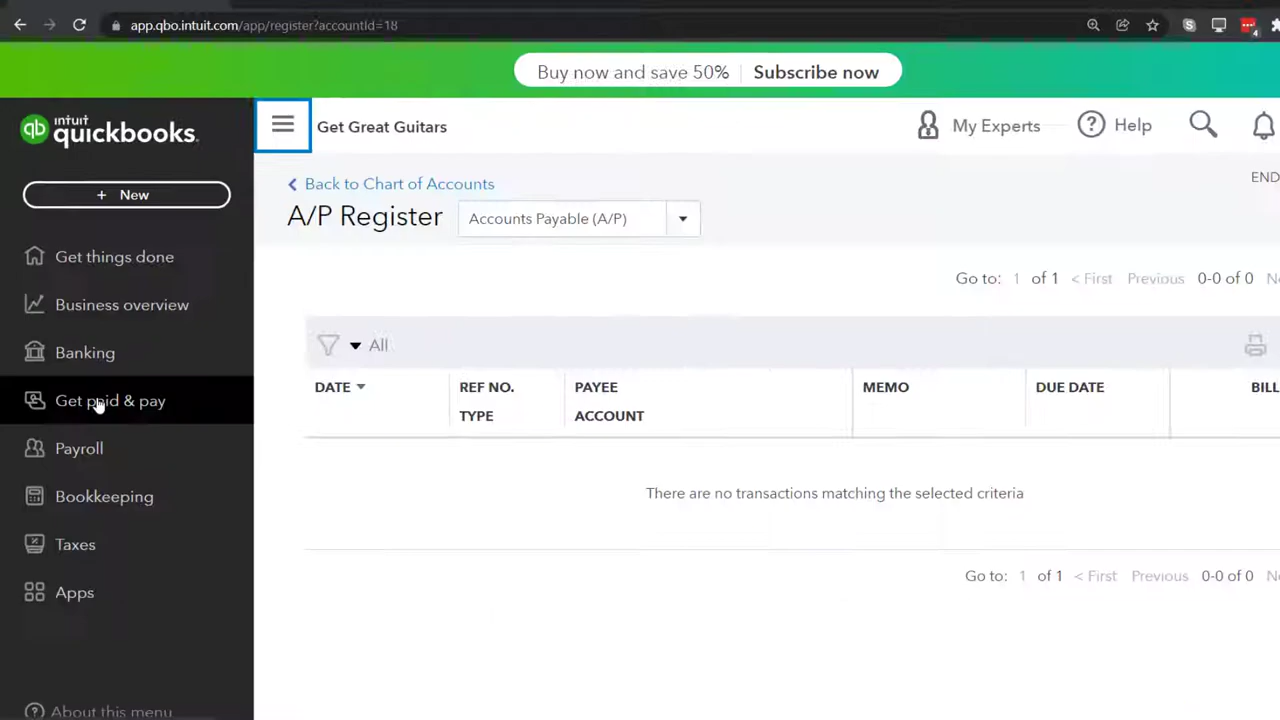 app.qbo.intuit.com/app/register?accountId=18
4
Buy now and save 50% Subscribe now
intuit
quickbooks.
Get Great Guitars
My Experts
Help
+ New
Back to Chart of Accounts
END
A/P Register
Accounts Payable (A/P)
Get things done
Business overview
Banking
Get paid & pay
Payroll
Bookkeeping
Taxes
Apps
About this menu
Go to: 1 of 1 < First Previous 0-0 of 0
All
DATE REF NO. PAYEE MEMO DUE DATE BILL
TYPE ACCOUNT
There are no transactions matching the selected criteria
Go to: 1 of 1 < First Previous 0-0 of 0